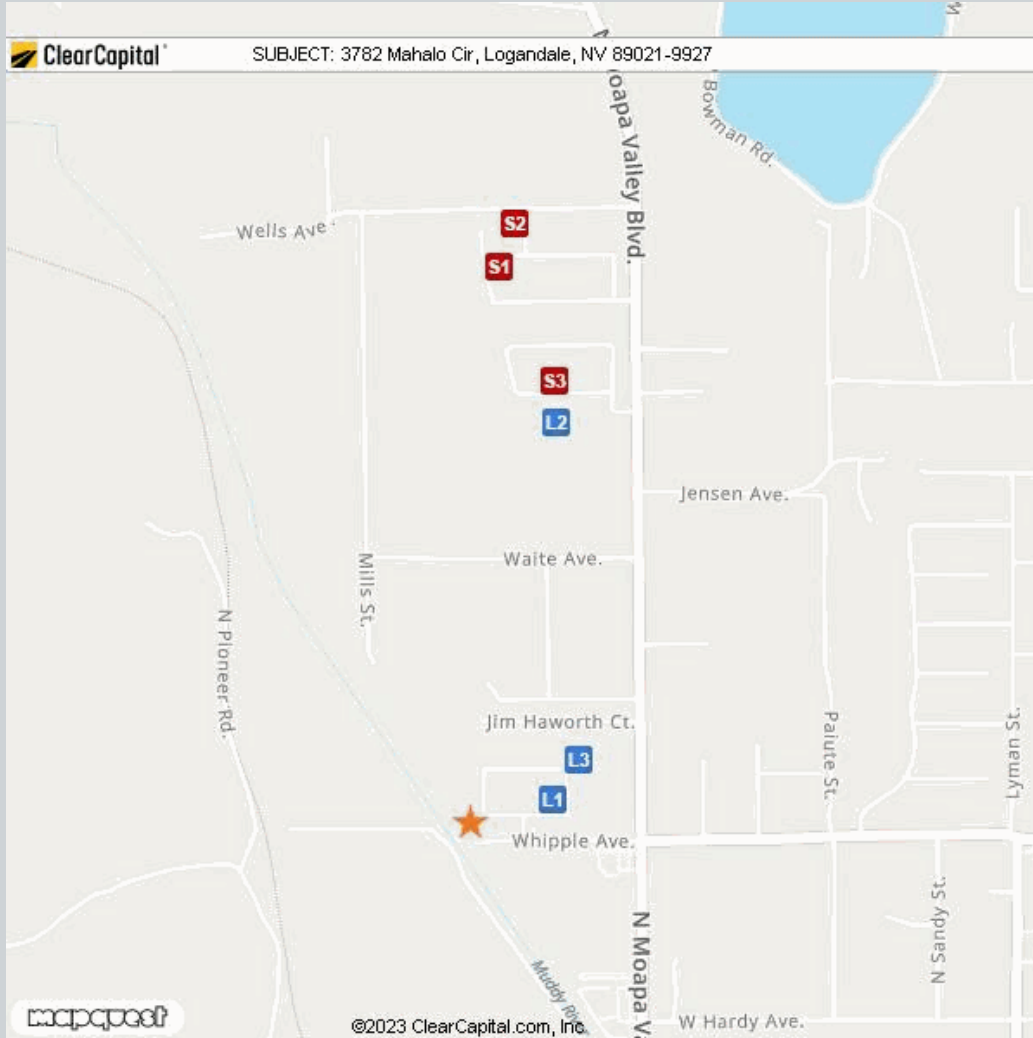 ClearCapital
SUBJECT: 3782 Mahalo Cir, Logandale, NV 89021-9927
N Moapa Valley Blvd.
Bowman Rd.
Wells Ave
S2
S1
S3
L2
Jensen Ave.
Waite Ave.
Mills St.
N Pioneer Rd.
Jim Haworth Ct.
Paiute St.
Lyman St.
L3
L1
Whipple Ave.
N Sandy St.
N Moapa Va
Muddy Riv
W Hardy Ave.
mapquest
©2023 ClearCapital.com, Inc